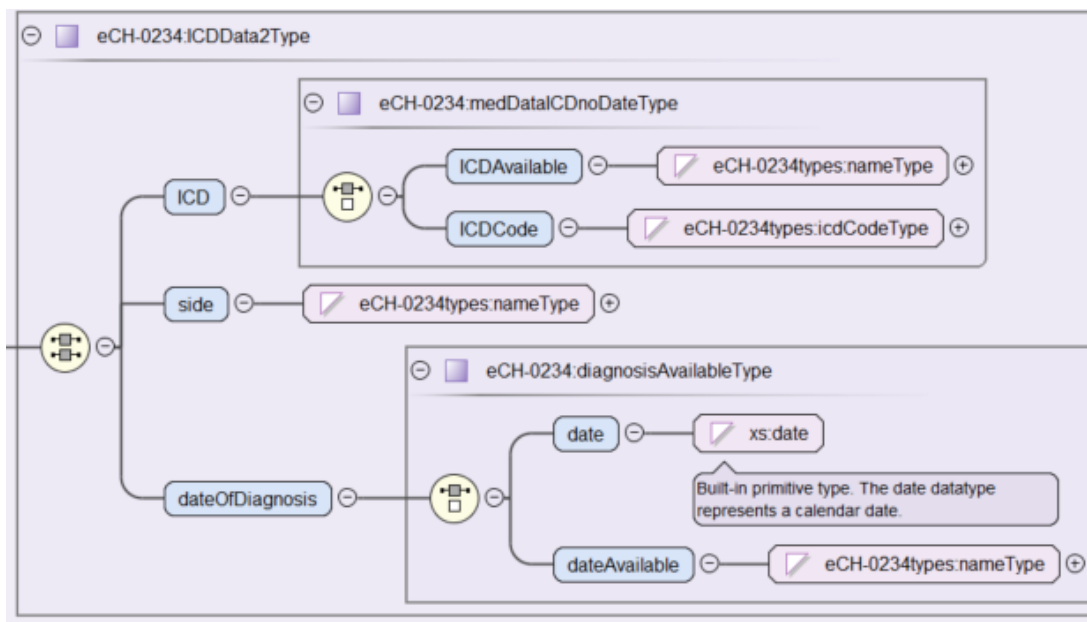 eCH-0234:ICDData2Type
eCH-0234:medDataICDnoDateType
ICDAvailable
eCH-0234types:nameType
ICD
ICDCode
eCH-0234types:icdCodeType
side
eCH-0234types:nameType
eCH-0234:diagnosisAvailableType
date
xs:date
Built-in primitive type. The date datatype
represents a calendar date.
dateOfDiagnosis
dateAvailable
eCH-0234types:nameType